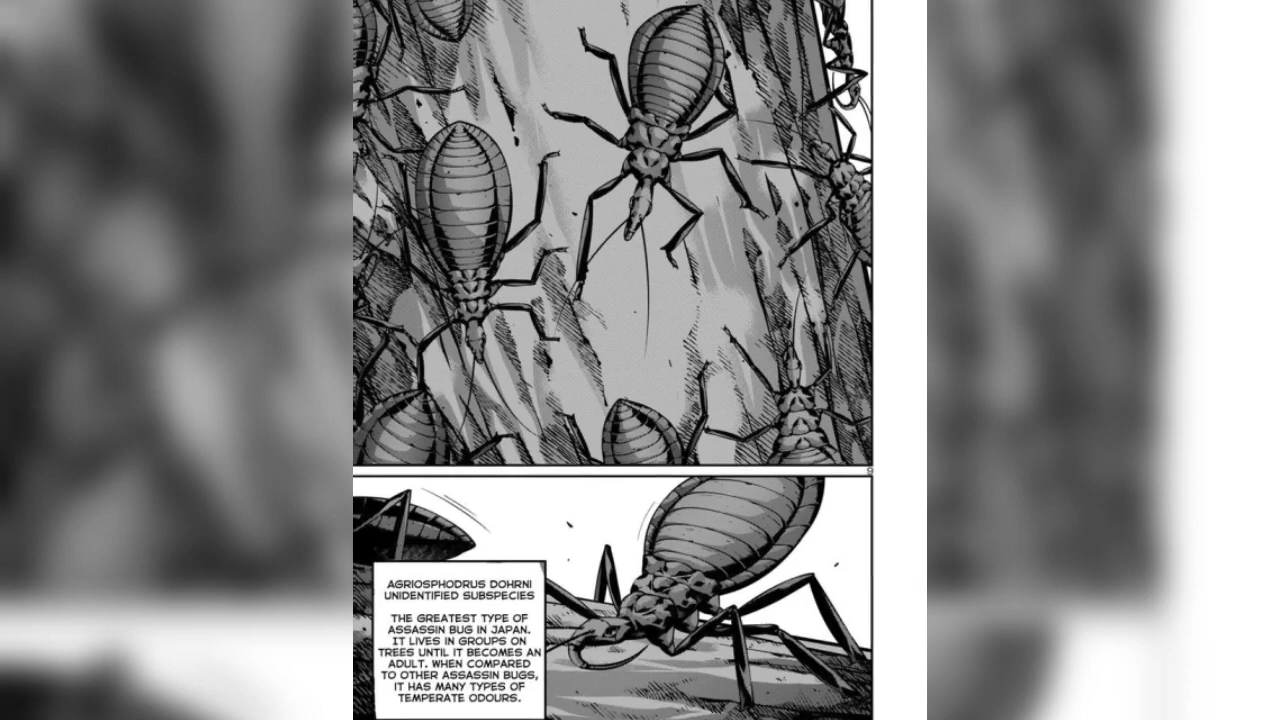 9
AGRIOSPHODRUS DOHRNI
UNIDENTIFIED SUBSPECIES
THE GREATEST TYPE OF
ASSASSIN BUG IN JAPAN.
IT LIVES IN GROUPS ON
TREES UNTIL IT BECOMES AN
ADULT. WHEN COMPARED
TO OTHER ASSASSIN BUGS,
IT HAS MANY TYPES OF
TEMPERATE ODOURS.